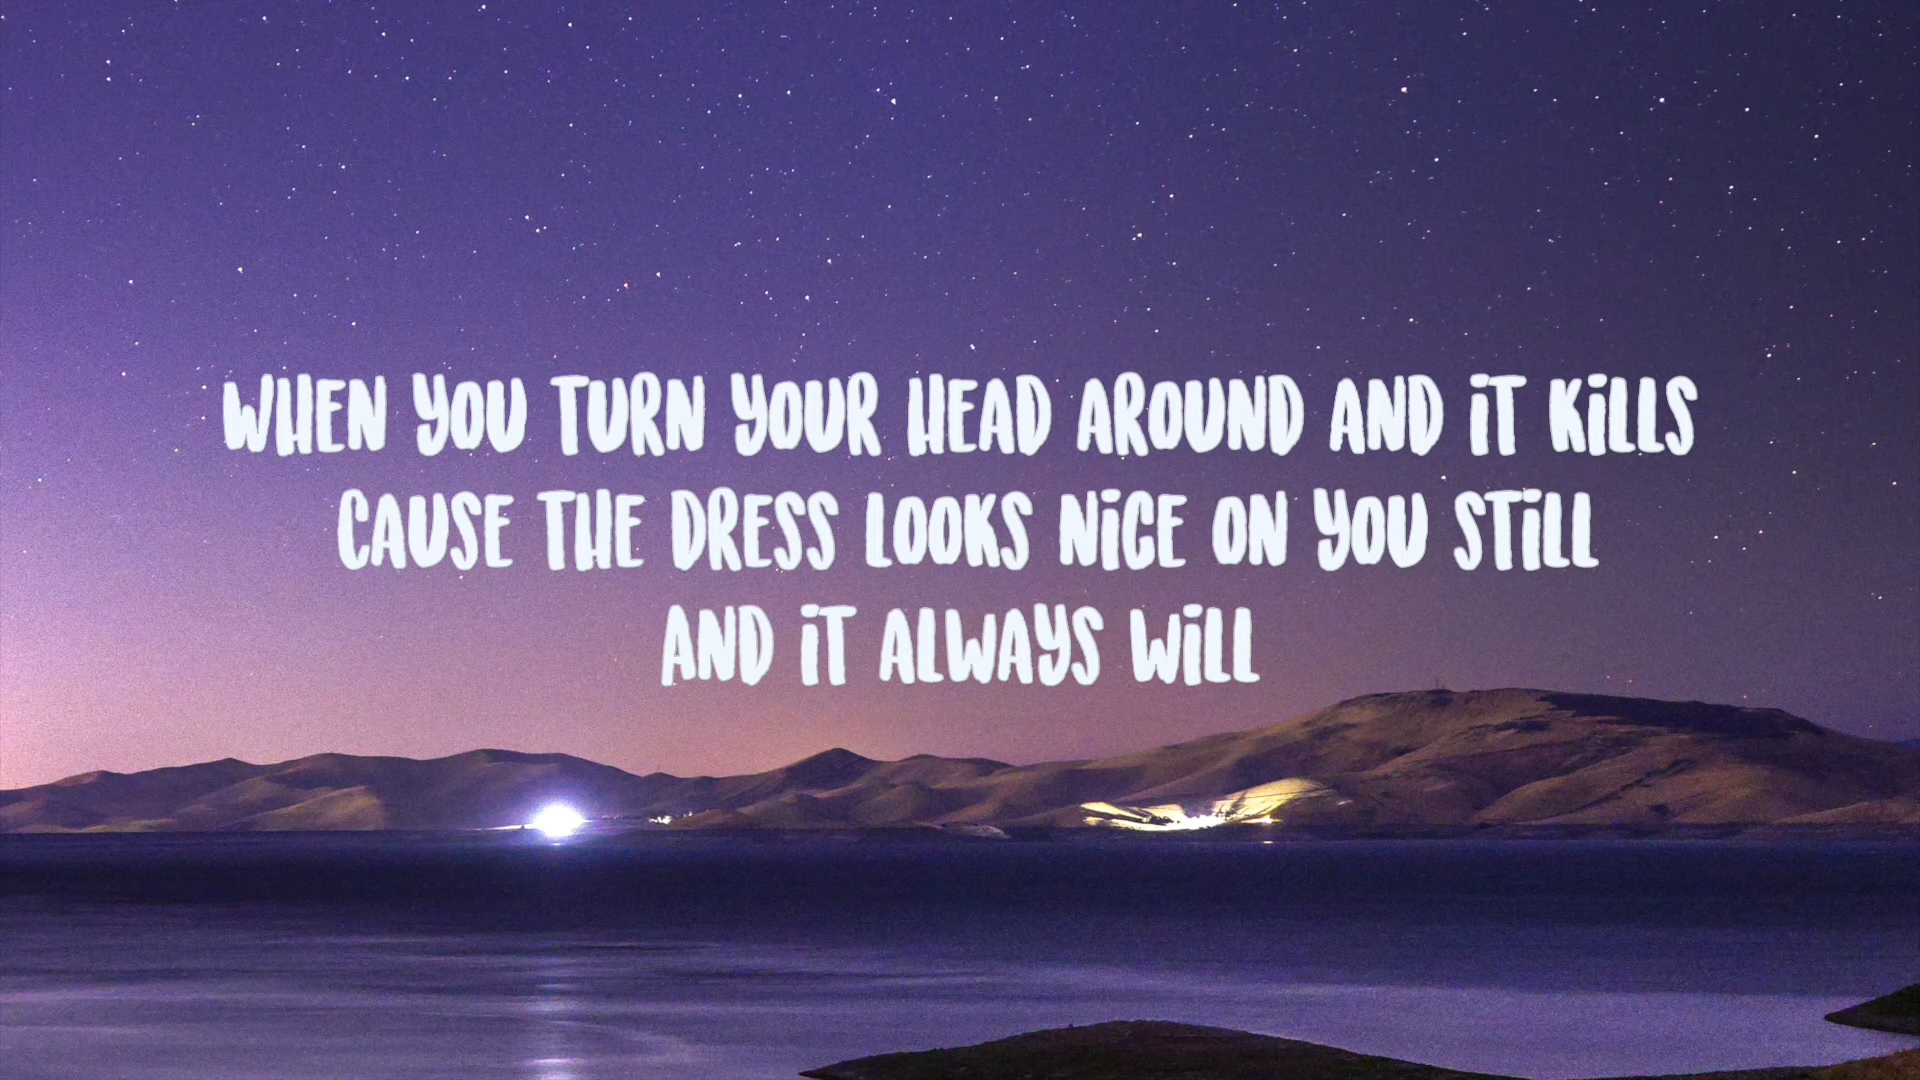 WHEN YOU TURN YOUR HEAD AROUND AND iT KiLLS
CAUSE THE DRESS LOOKS NiCE ON YOU STiLL
AND iT ALWAYS WiLL